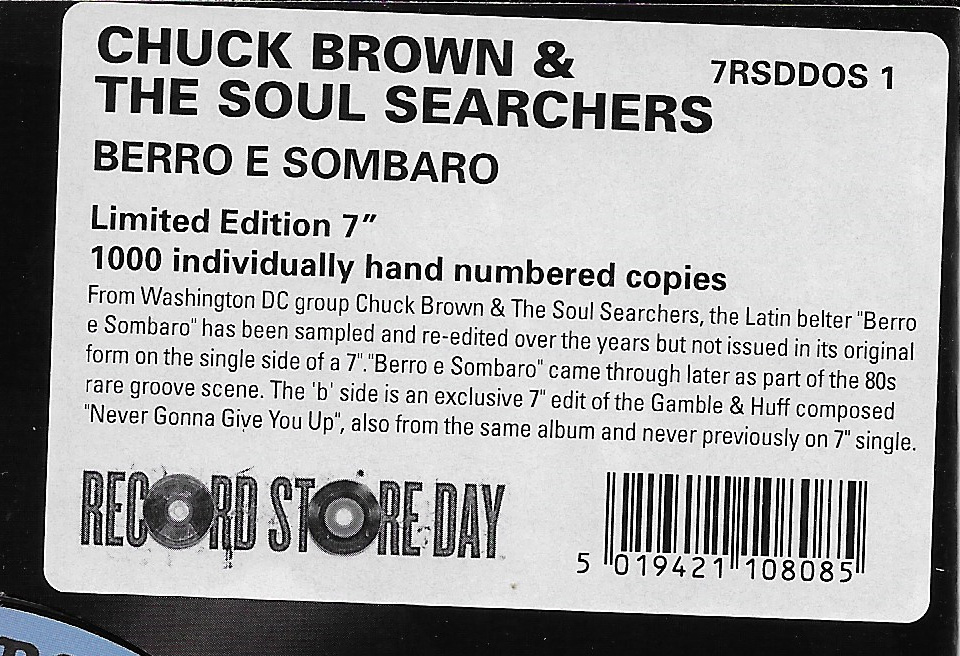 CHUCK BROWN &
7RSDDOS 1
THE SOUL SEARCHERS
BERRO E SOMBARO
Limited Edition 7"
1000 individually hand numbered copies
From Washington DC group Chuck Brown & The Soul Searchers, the Latin belter "Berro
e Sombaro" has been sampled and re-edited over the years but not issued in its original
form on the single side of a 7"."Berro e Sombaro" came through later as part of the 80s
rare groove scene. The 'b' side is an exclusive 7" edit of the Gamble & Huff composed
"Never Gonna Give You Up", also from the same album and never previously on 7" single.
RECORD STORE DAY
5 019421 108085